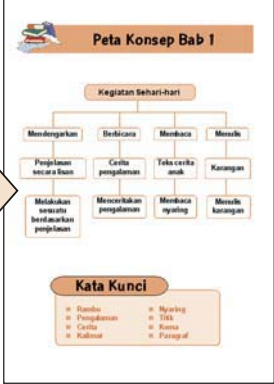 Peta Konsep Bab 1
Kegiatan Sehari-hari
Mendengarkan Berbicara Membaca Menulis
Penjelasan
secara lisan
Cerita
pengalaman
Teks cerita
anak
Karangan
Melakukan
sesuatu
berdasarkan
penjelasan
Menceritakan
pengalaman
Membaca
nyaring
Menulis
karangan
Kata Kunci
Rambu
Pengalaman
Cerita
Kalimat
Nyaring
Titik
Koma
Paragraf